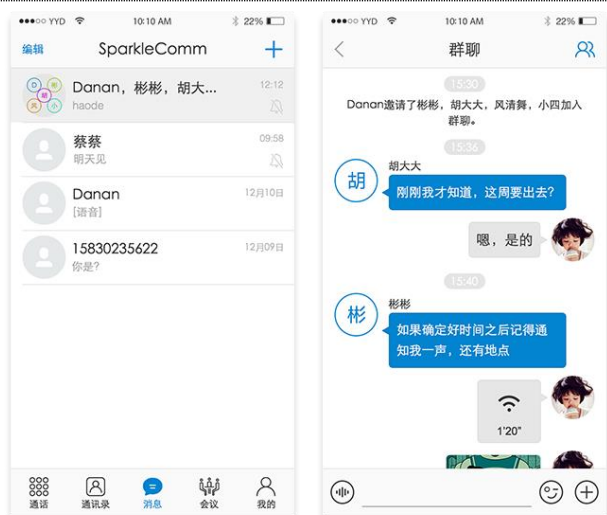 YYD 10:10 AM 22%
编辑 SparkleComm
Danan，彬彬，胡大... 12:12
haode
D 彬 胡 风 小
蔡蔡 09:58
明天见
Danan 12月10日
[语音]
15830235622 12月09日
你是?
通话 通讯录 消息 会议 我的
YYD 10:10 AM 22%
群聊
15:30
Danan邀请了彬彬，胡大大，风清舞，小四加入
群聊。
15:36
胡大大
胡
刚刚我才知道，这周要出去?
嗯，是的
15:40
彬彬
彬
如果确定好时间之后记得通
知我一声，还有地点
1'20"